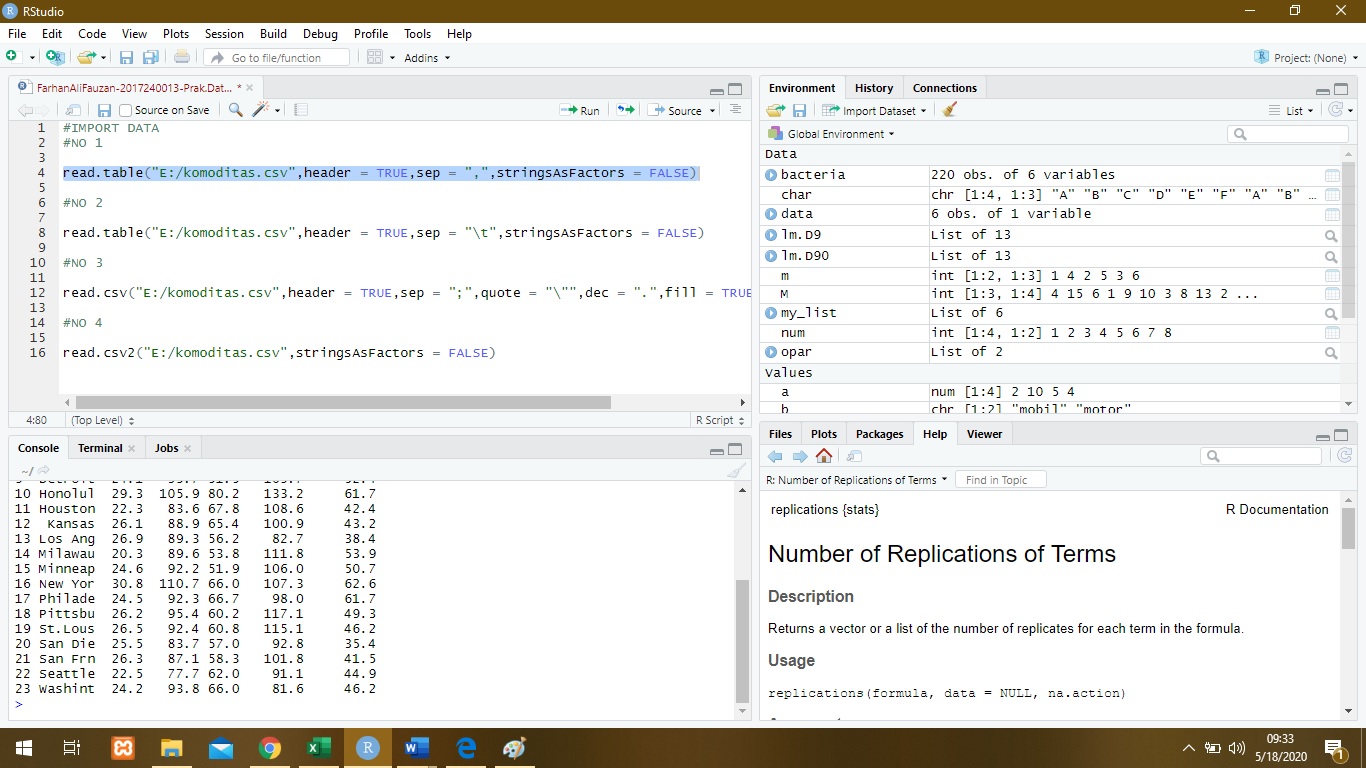 RStudio
File Edit Code View Plots Session Build Debug Profile Tools Help
Go to file/function Addins Project: (None)
FarhanAliFauzan-2017240013-Prak.Dat... *
Source on Save Run Source
1 #IMPORT DATA
2 #NO 1
3
4 read.table("E:/komoditas.csv",header = TRUE,sep = ",",stringsAsFactors = FALSE)
5
6 #NO 2
7
8 read.table("E:/komoditas.csv",header = TRUE,sep = "\t",stringsAsFactors = FALSE)
9
10 #NO 3
11
12 read.csv("E:/komoditas.csv",header = TRUE,sep = ";",quote = "\"",dec = ".",fill = TRUE
13
14 #NO 4
15
16 read.csv2("E:/komoditas.csv",stringsAsFactors = FALSE)
4:80 (Top Level) R Script
Console Terminal Jobs
~/
10 Honolul 29.3 105.9 80.2 133.2 61.7
11 Houston 22.3 83.6 67.8 108.6 42.4
12 Kansas 26.1 88.9 65.4 100.9 43.2
13 Los Ang 26.9 89.3 56.2 82.7 38.4
14 Milawau 20.3 89.6 53.8 111.8 53.9
15 Minneap 24.6 92.2 51.9 106.0 50.7
16 New Yor 30.8 110.7 66.0 107.3 62.6
17 Philade 24.5 92.3 66.7 98.0 61.7
18 Pittsbu 26.2 95.4 60.2 117.1 49.3
19 St.Lous 26.5 92.4 60.8 115.1 46.2
20 San Die 25.5 83.7 57.0 92.8 35.4
21 San Frn 26.3 87.1 58.3 101.8 41.5
22 Seattle 22.5 77.7 62.0 91.1 44.9
23 Washint 24.2 93.8 66.0 81.6 46.2
>
Environment History Connections
Import Dataset List
Global Environment
Data
bacteria 220 obs. of 6 variables
char chr [1:4, 1:3] "A" "B" "C" "D" "E" "F" "A" "B" ...
data 6 obs. of 1 variable
lm.D9 List of 13
lm.D90 List of 13
m int [1:2, 1:3] 1 4 2 5 3 6
M int [1:3, 1:4] 4 15 6 1 9 10 3 8 13 2 ...
my_list List of 6
num int [1:4, 1:2] 1 2 3 4 5 6 7 8
opar List of 2
Values
a num [1:4] 2 10 5 4
b chr [1:2] "mobil" "motor"
Files Plots Packages Help Viewer
R: Number of Replications of Terms Find in Topic
replications {stats} R Documentation
Number of Replications of Terms
Description
Returns a vector or a list of the number of replicates for each term in the formula.
Usage
replications(formula, data = NULL, na.action)
09:33
5/18/2020
1